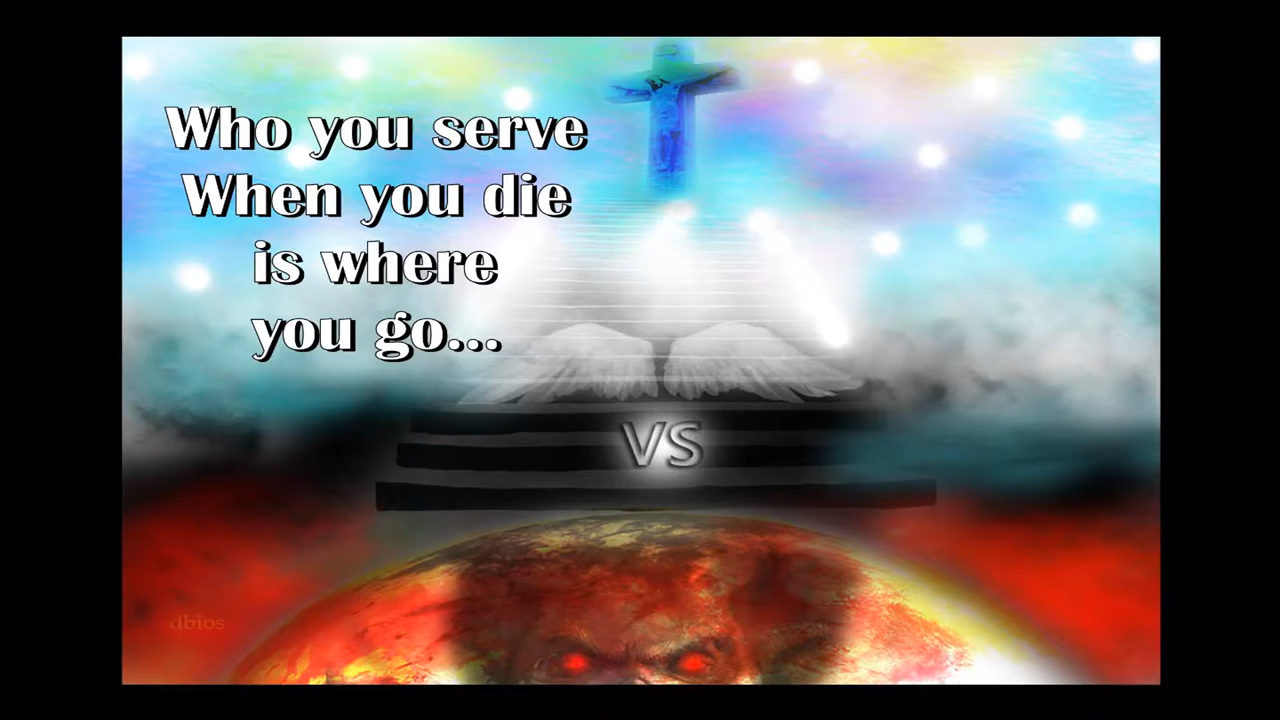 Who you serve
When you die
is where
you go...
VS
dbios